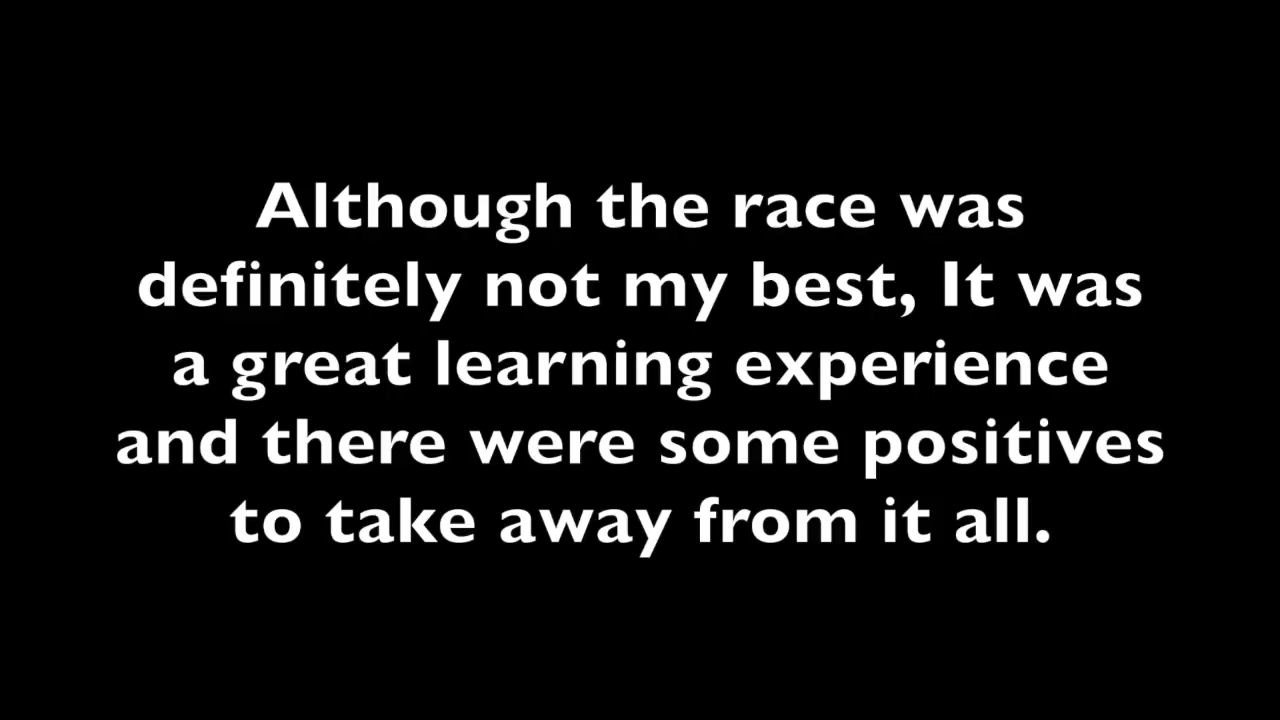 Although the race was
definitely not my best, It was
a great learning experience
and there were some positives
to take away from it all.